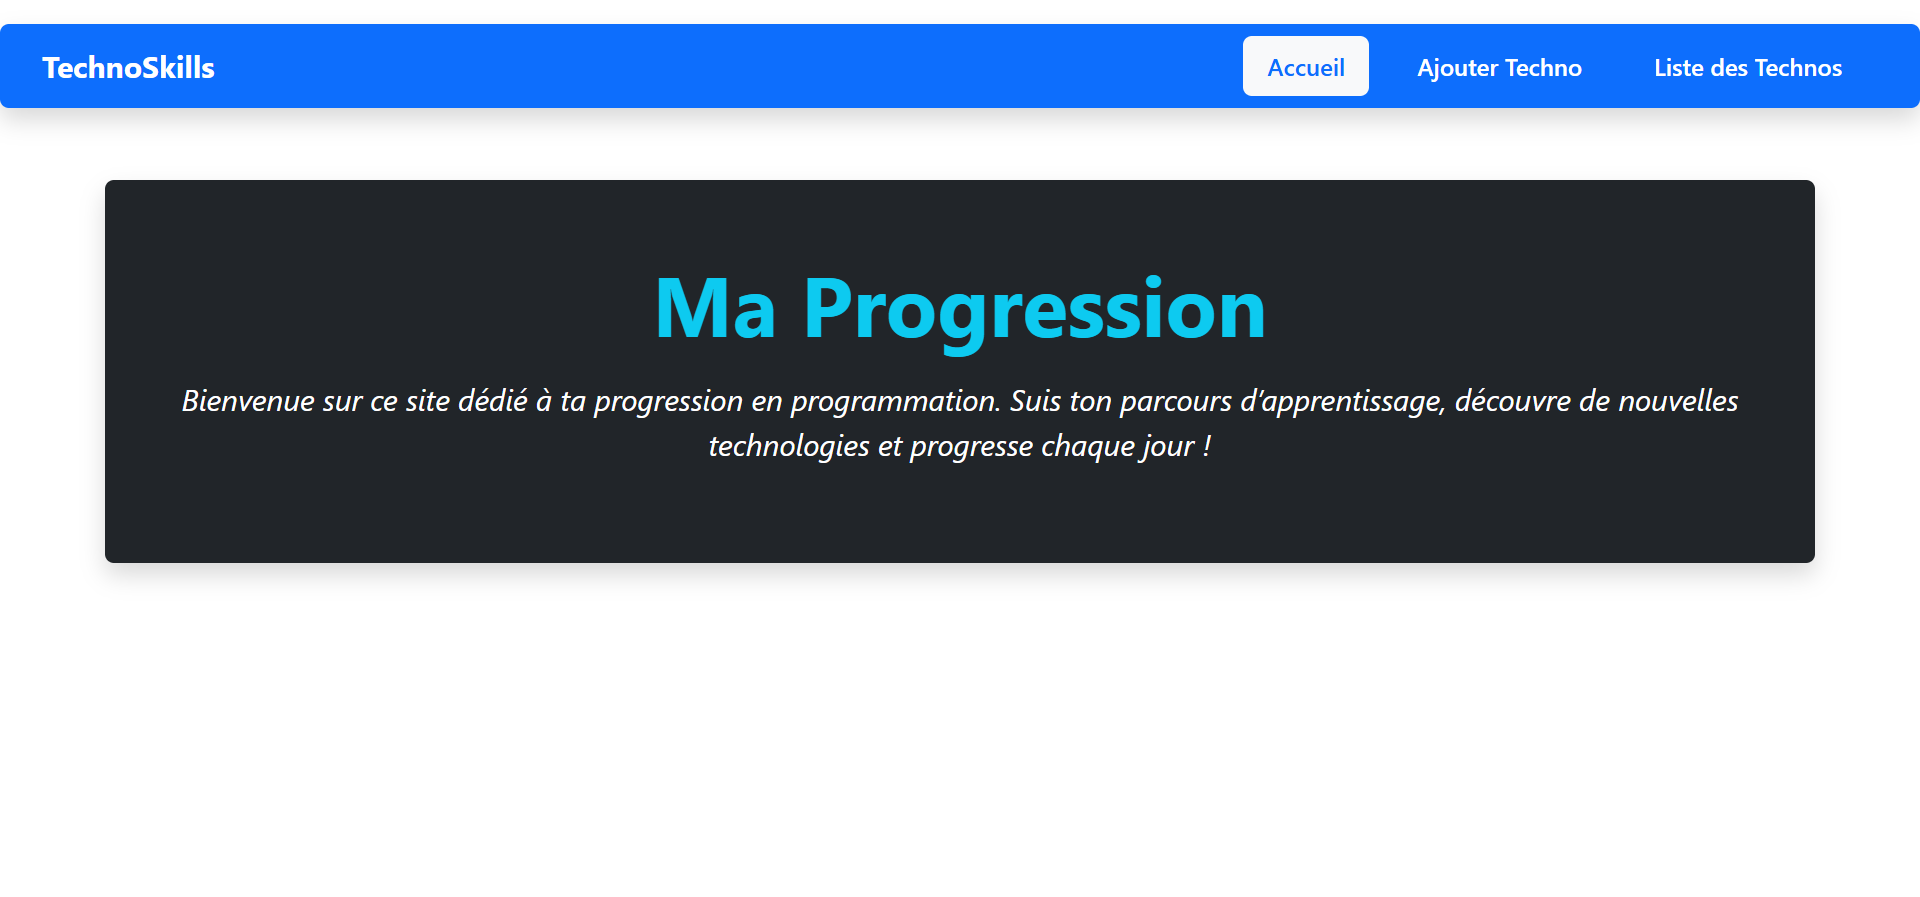 TechnoSkills
Accueil
Ajouter Techno
Liste des Technos
Ma Progression
Bienvenue sur ce site dédié à ta progression en programmation. Suis ton parcours d’apprentissage, découvre de nouvelles
technologies et progresse chaque jour !